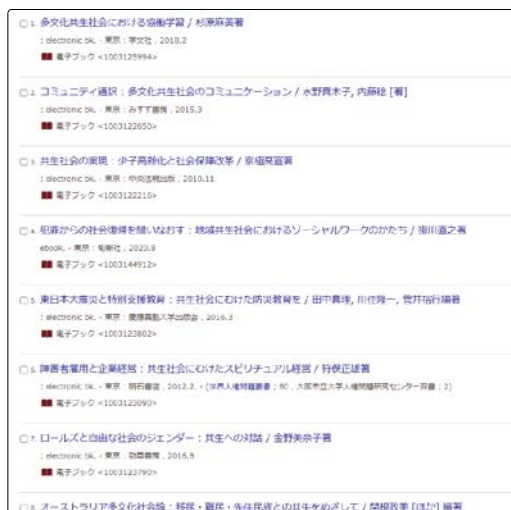 1. 多文化共生社会における協働学習 / 杉原麻美著
: electronic bk. - 東京 : 学文社 , 2018.2
電子ブック <1003125994>
2. コミュニティ通訳 : 多文化共生社会のコミュニケーション / 水野真木子, 内藤稔 [著]
: electronic bk. - 東京 : みすず書房 , 2015.3
電子ブック <1003122650>
3. 共生社会の実現 : 少子高齢化と社会保障改革 / 京極髙宣著
: electronic bk. - 東京 : 中央法規出版 , 2010.11
電子ブック <1003122216>
4. 犯罪からの社会復帰を問いなおす : 地域共生社会におけるソーシャルワークのかたち / 掛川直之著
ebook. - 東京 : 旬報社 , 2020.8
電子ブック <1003144912>
5. 東日本大震災と特別支援教育 : 共生社会にむけた防災教育を / 田中真理, 川住隆一, 菅井裕行編著
: electronic bk. - 東京 : 慶應義塾大学出版会 , 2016.3
電子ブック <1003123802>
6. 障害者雇用と企業経営 : 共生社会にむけたスピリチュアル経営 / 狩俣正雄著
: electronic bk. - 東京 : 明石書店 , 2012.2. - (世界人権問題叢書 ; 80 . 大阪市立大学人権問題研究センター双書 ; 2)
電子ブック <1003123090>
7. ロールズと自由な社会のジェンダー : 共生への対話 / 金野美奈子著
: electronic bk. - 東京 : 勁草書房 , 2016.8
電子ブック <1003123790>
8. オーストラリア多文化社会論 : 移民・難民・先住民族との共生をめざして / 関根政美 [ほか] 編著